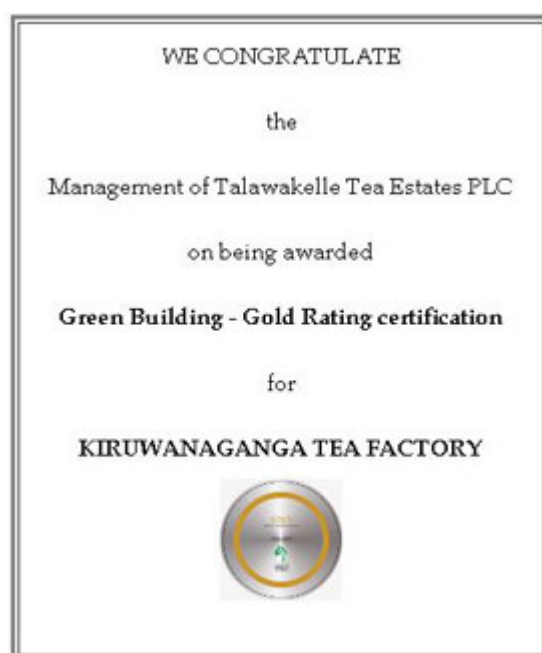 WE CONGRATULATE
the
Management of Talawakelle Tea Estates PLC
on being awarded
Green Building - Gold Rating certification
for
KIRUWANAGANGA TEA FACTORY